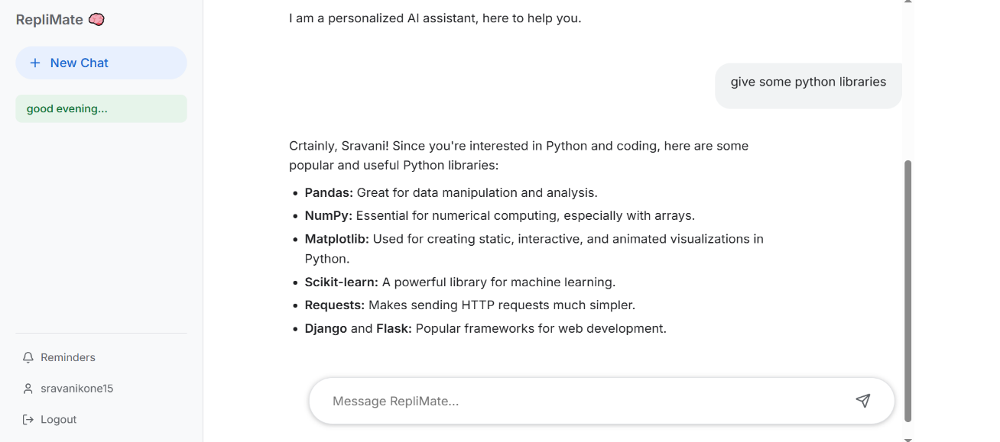 RepliMate
New Chat
good evening...
Reminders
sravanikone15
Logout
I am a personalized AI assistant, here to help you.
give some python libraries
Crtainly, Sravani! Since you're interested in Python and coding, here are some
popular and useful Python libraries:
• Pandas: Great for data manipulation and analysis.
• NumPy: Essential for numerical computing, especially with arrays.
• Matplotlib: Used for creating static, interactive, and animated visualizations in
Python.
• Scikit-learn: A powerful library for machine learning.
• Requests: Makes sending HTTP requests much simpler.
• Django and Flask: Popular frameworks for web development.
Message RepliMate...